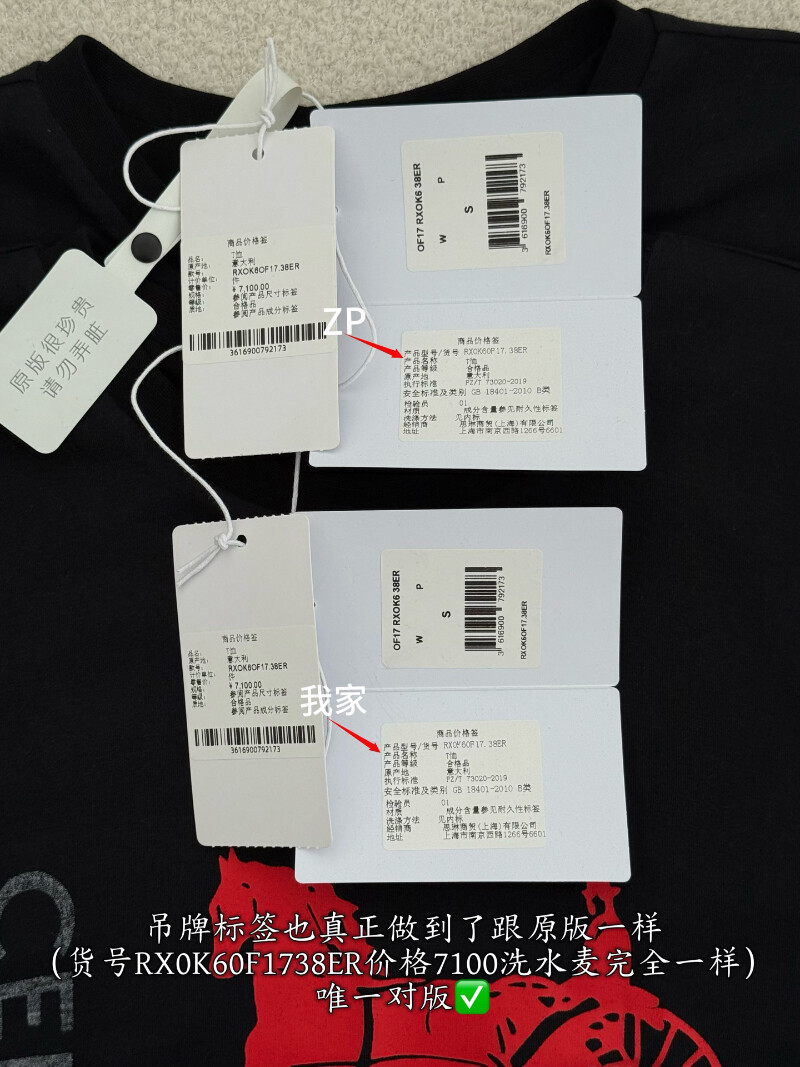 原版很珍贵
请勿弄脏
商品价格签
品名: T恤
原产地: 意大利
款号: RXOK6OF17.38ER
计价单位: 件
零售价: ¥ 7,100.00
规格: 参阅产品尺寸标签
等级: 合格品
质地: 参阅产品成分标签
3616900792173
OF17 RXOK6 38ER
P
W
S
3 616900 792173
RXOK6OF17.38ER
ZP
商品价格签
产品型号/货号 RXOK60F17.38ER
产品名称 T恤
产品等级 合格品
原产地 意大利
执行标准 FZ/T 73020-2019
安全标准及类别 GB 18401-2010 B类
检验员 01
材质 成分含量参见耐久性标签
洗涤方法 见内标
经销商 思琳商贸(上海)有限公司
地址 上海市南京西路1266号6601
商品价格签
品名: T恤
原产地: 意大利
款号: RXOK6OF17.38ER
计价单位: 件
零售价: ¥ 7,100.00
规格: 参阅产品尺寸标签
等级: 合格品
质地: 参阅产品成分标签
3616900792173
OF17 RXOK6 38ER
P
W
S
3 616900 792173
RXOK6OF17.38ER
我家
商品价格签
产品型号/货号 RXOK60F17.38ER
产品名称 T恤
产品等级 合格品
原产地 意大利
执行标准 FZ/T 73020-2019
安全标准及类别 GB 18401-2010 B类
检验员 01
材质 成分含量参见耐久性标签
洗涤方法 见内标
经销商 思琳商贸(上海)有限公司
地址 上海市南京西路1266号6601
CEL
吊牌标签也真正做到了跟原版一样
（货号RX0K60F1738ER价格7100洗水麦完全一样）
唯一对版✅